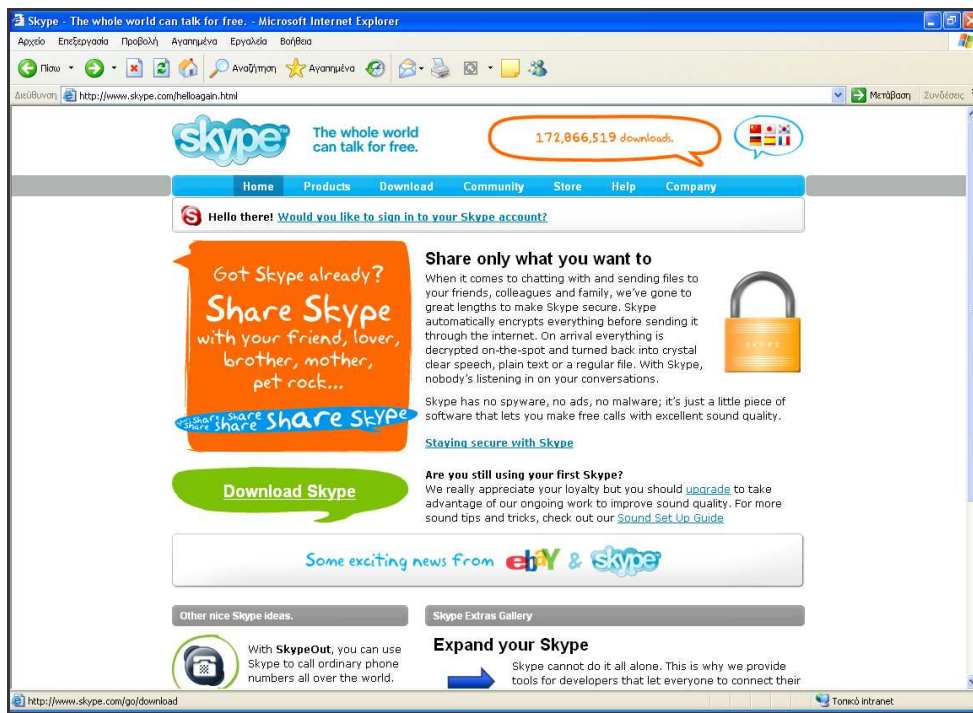 Skype - The whole world can talk for free. - Microsoft Internet Explorer
Αρχείο Επεξεργασία Προβολή Αγαπημένα Εργαλεία Βοήθεια
Πίσω Αναζήτηση Αγαπημένα
Διεύθυνση http://www.skype.com/helloagain.html Μετάβαση Συνδέσεις
skype™ The whole world
can talk for free.
172,866,519 downloads.
Home Products Download Community Store Help Company
Hello there! Would you like to sign in to your Skype account?
Got Skype already?
Share Skype
with your friend, lover,
brother, mother,
pet rock...
share share share share share Skype
Download Skype
Share only what you want to
When it comes to chatting with and sending files to
your friends, colleagues and family, we've gone to
great lengths to make Skype secure. Skype
automatically encrypts everything before sending it
through the internet. On arrival everything is
decrypted on-the-spot and turned back into crystal
clear speech, plain text or a regular file. With Skype,
nobody's listening in on your conversations.
SKYPE
Skype has no spyware, no ads, no malware; it's just a little piece of
software that lets you make free calls with excellent sound quality.
Staying secure with Skype
Are you still using your first Skype?
We really appreciate your loyalty but you should upgrade to take
advantage of our ongoing work to improve sound quality. For more
sound tips and tricks, check out our Sound Set Up Guide
Some exciting news from ebaY & skype
Other nice Skype ideas.
With SkypeOut, you can use
Skype to call ordinary phone
numbers all over the world.
Skype Extras Gallery
Expand your Skype
Skype cannot do it all alone. This is why we provide
tools for developers that let everyone to connect their
http://www.skype.com/go/download Τοπικό intranet